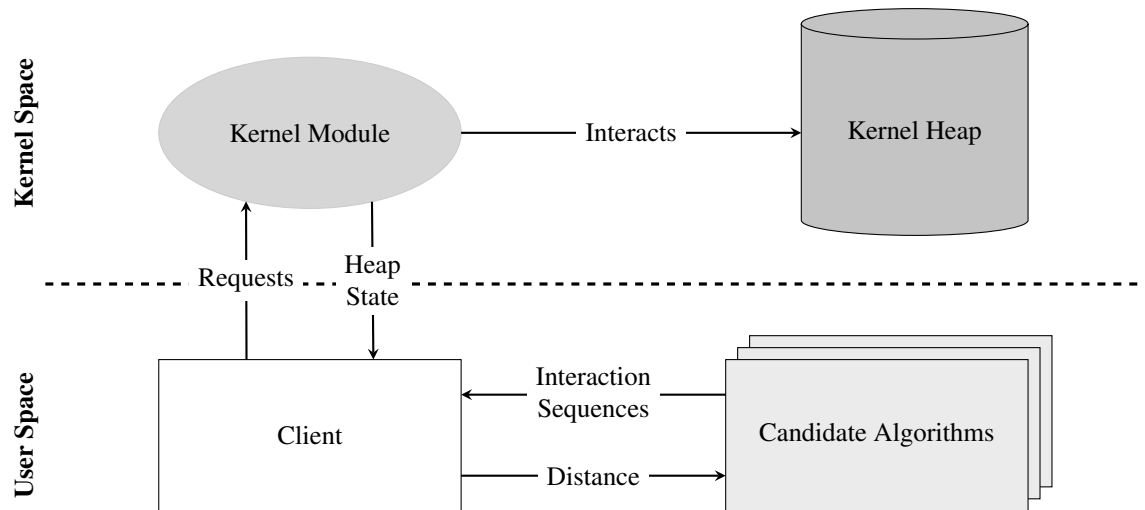 Kernel Space
Kernel Module
Interacts
Kernel Heap
Requests
Heap
State
User Space
Client
Interaction
Sequences
Distance
Candidate Algorithms